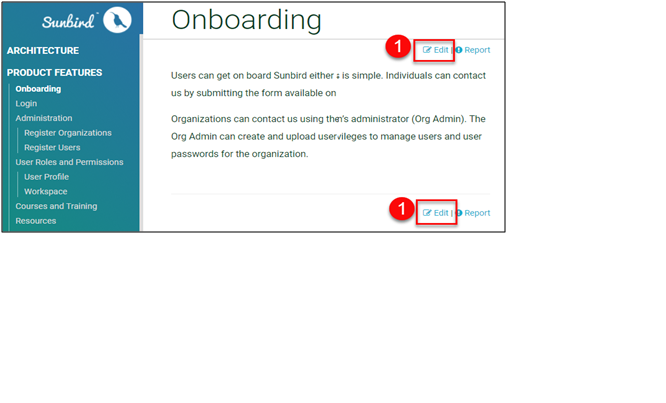 Sunbird™
ARCHITECTURE
PRODUCT FEATURES
Onboarding
Login
Administration
Register Organizations
Register Users
User Roles and Permissions
User Profile
Workspace
Courses and Training
Resources
Onboarding
1 Edit | Report
Users can get on board Sunbird either a is simple. Individuals can contact
us by submitting the form available on
Organizations can contact us using then's administrator (Org Admin). The
Org Admin can create and upload uservileges to manage users and user
passwords for the organization.
1 Edit | Report